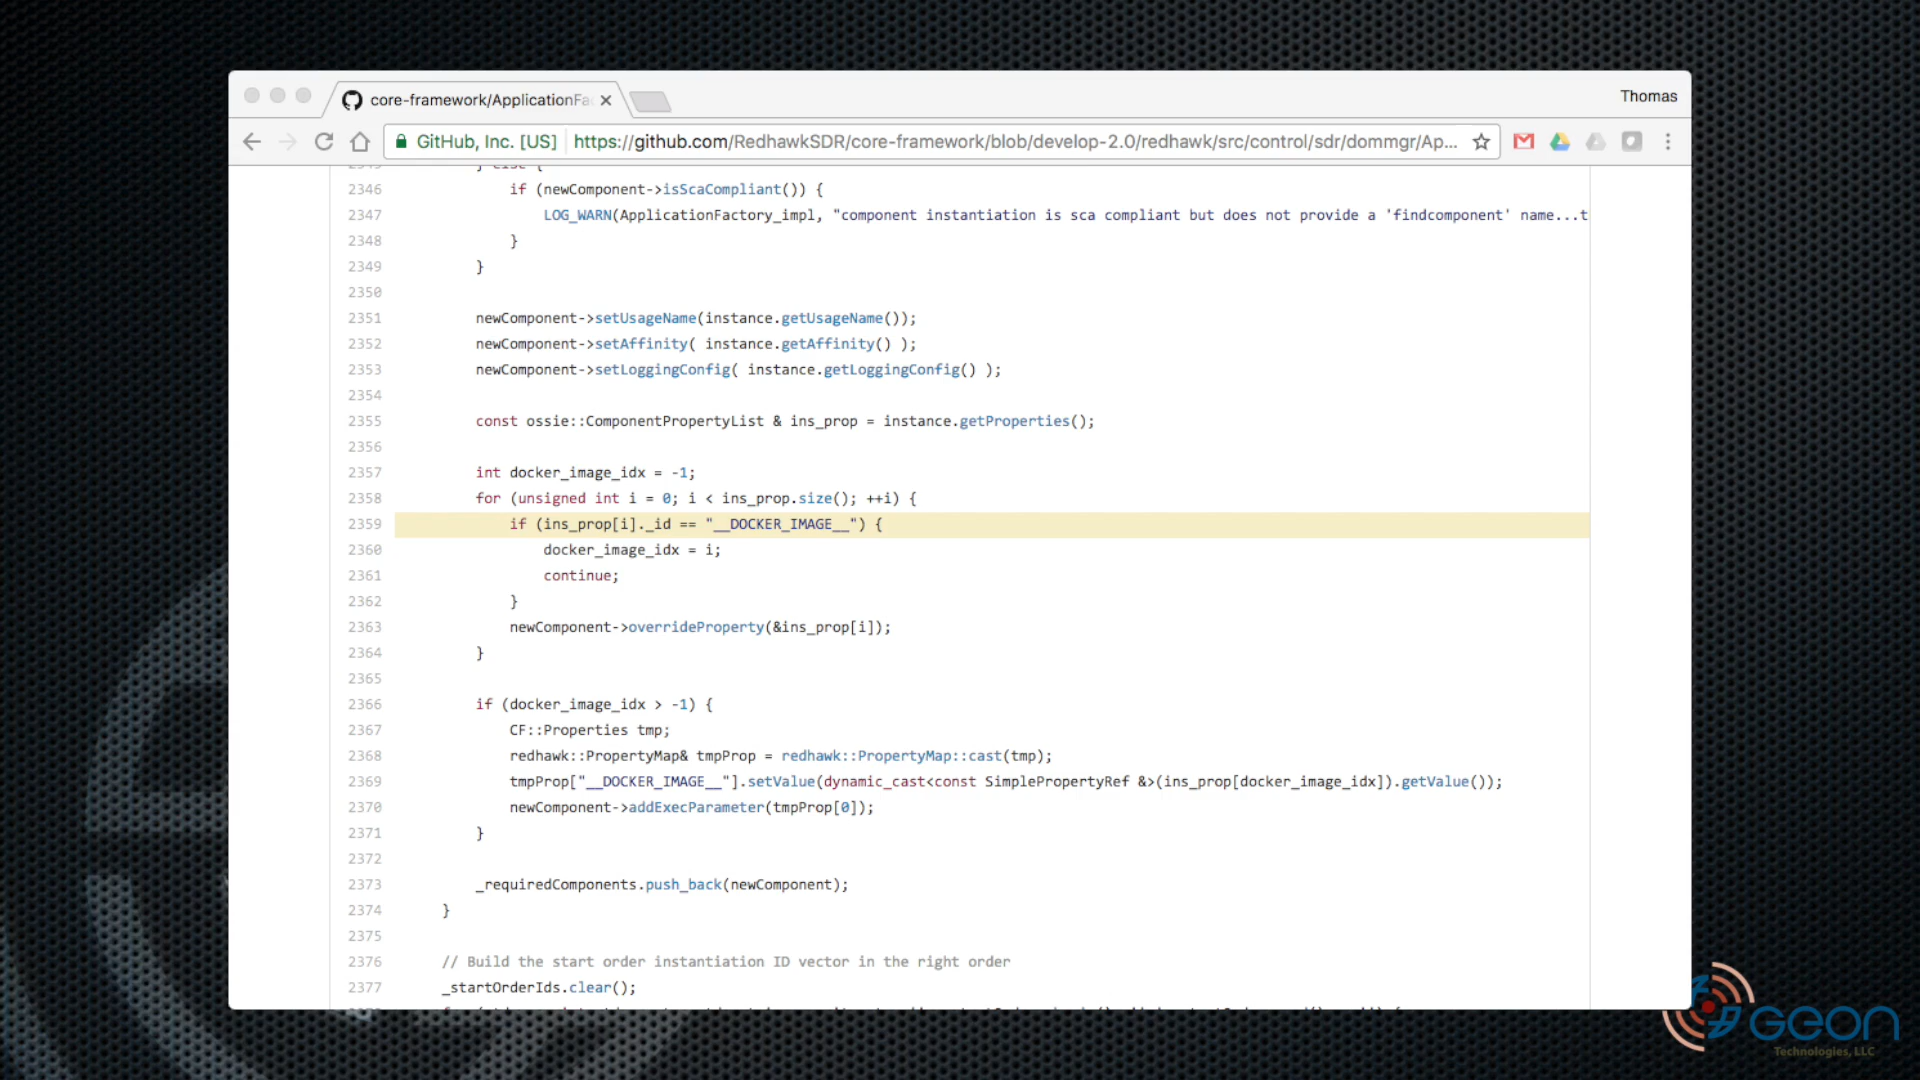 core-framework/ApplicationFa
Thomas
GitHub, Inc. [US]
https://github.com/RedhawkSDR/core-framework/blob/develop-2.0/redhawk/src/control/sdr/dommgr/Ap...
2346 if (newComponent->isScaCompliant()) {
2347 LOG_WARN(ApplicationFactory_impl, "component instantiation is sca compliant but does not provide a 'findcomponent' name...t
2348 }
2349 }
2350
2351 newComponent->setUsageName(instance.getUsageName());
2352 newComponent->setAffinity( instance.getAffinity() );
2353 newComponent->setLoggingConfig( instance.getLoggingConfig() );
2354
2355 const ossie::ComponentPropertyList & ins_prop = instance.getProperties();
2356
2357 int docker_image_idx = -1;
2358 for (unsigned int i = 0; i < ins_prop.size(); ++i) {
2359 if (ins_prop[i]._id == "__DOCKER_IMAGE__") {
2360 docker_image_idx = i;
2361 continue;
2362 }
2363 newComponent->overrideProperty(&ins_prop[i]);
2364 }
2365
2366 if (docker_image_idx > -1) {
2367 CF::Properties tmp;
2368 redhawk::PropertyMap& tmpProp = redhawk::PropertyMap::cast(tmp);
2369 tmpProp["__DOCKER_IMAGE__"].setValue(dynamic_cast<const SimplePropertyRef &>(ins_prop[docker_image_idx]).getValue());
2370 newComponent->addExecParameter(tmpProp[0]);
2371 }
2372
2373 _requiredComponents.push_back(newComponent);
2374 }
2375
2376 // Build the start order instantiation ID vector in the right order
2377 _startOrderIds.clear();
GEON
Technologies, LLC